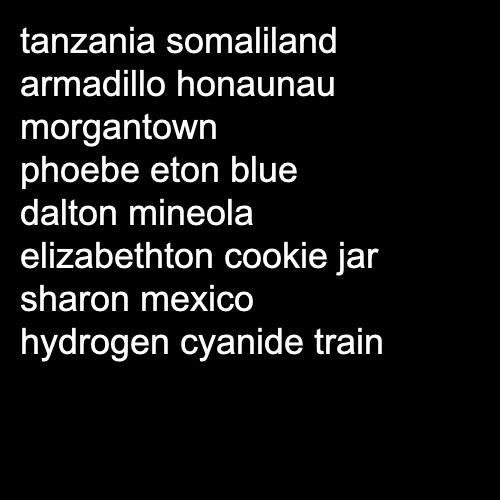 tanzania somaliland
armadillo honaunau
morgantown
phoebe eton blue
dalton mineola
elizabethton cookie jar
sharon mexico
hydrogen cyanide train